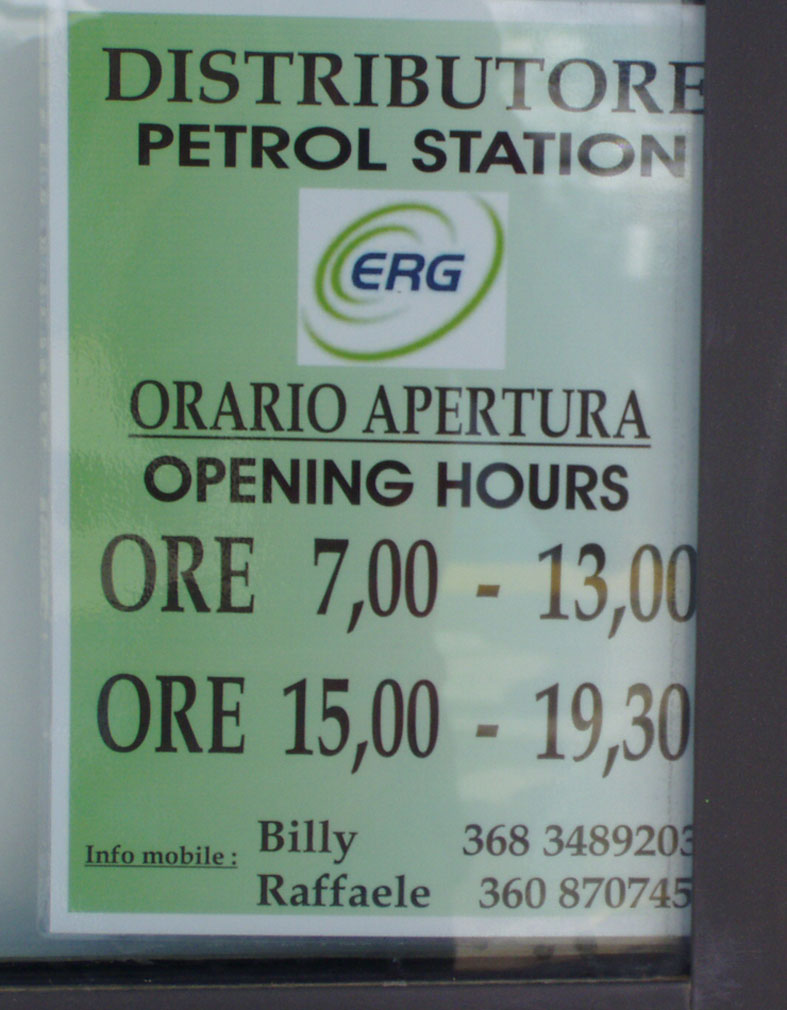 DISTRIBUTORE
PETROL STATION
ERG
ORARIO APERTURA
OPENING HOURS
ORE 7,00 - 13,00
ORE 15,00 - 19,30
Info mobile : Billy 368 3489203
Raffaele 360 870745